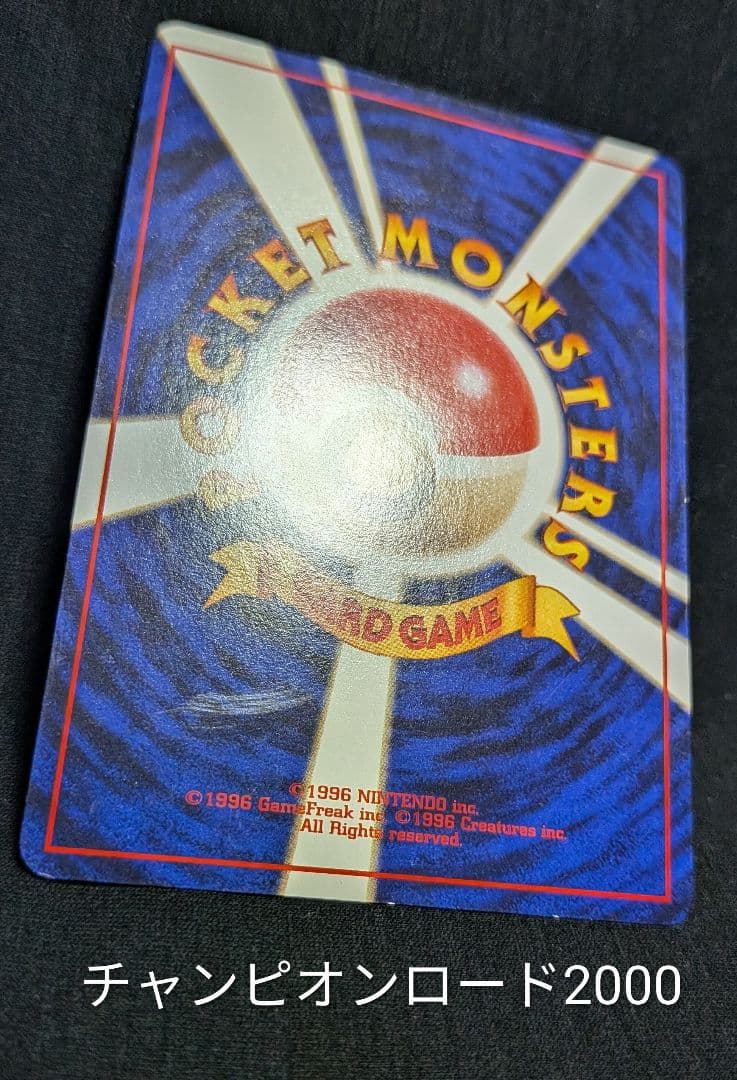 POCKET MONSTERS
CARD GAME
©1996 NINTENDO inc.
©1996 GameFreak inc. ©1996 Creatures inc.
All Rights reserved.
チャンピオンロード2000